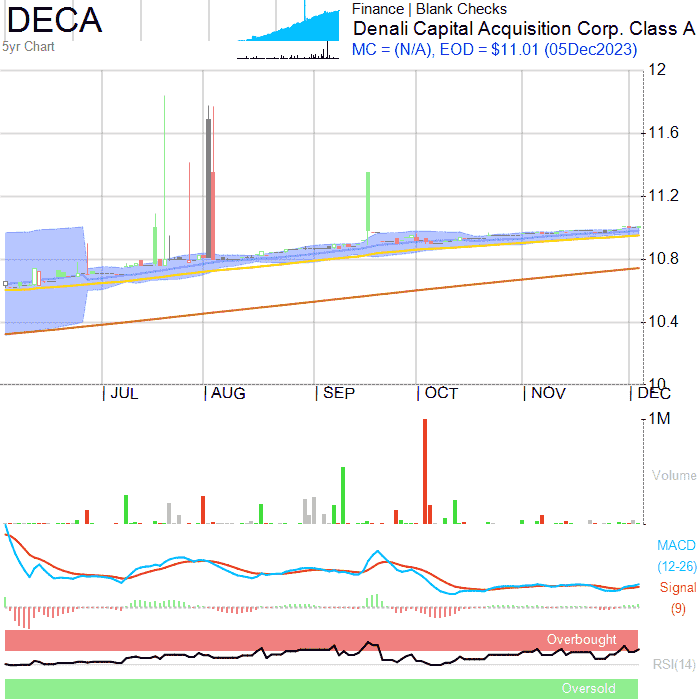 DECA
5yr Chart
Finance | Blank Checks
Denali Capital Acquisition Corp. Class A
MC = (N/A), EOD = $11.01 (05Dec2023)
12
11.6
11.2
10.8
10.4
10
JUL AUG SEP OCT NOV DEC
1M
Volume
MACD
(12-26)
Signal
(9)
Overbought
RSI(14)
Oversold